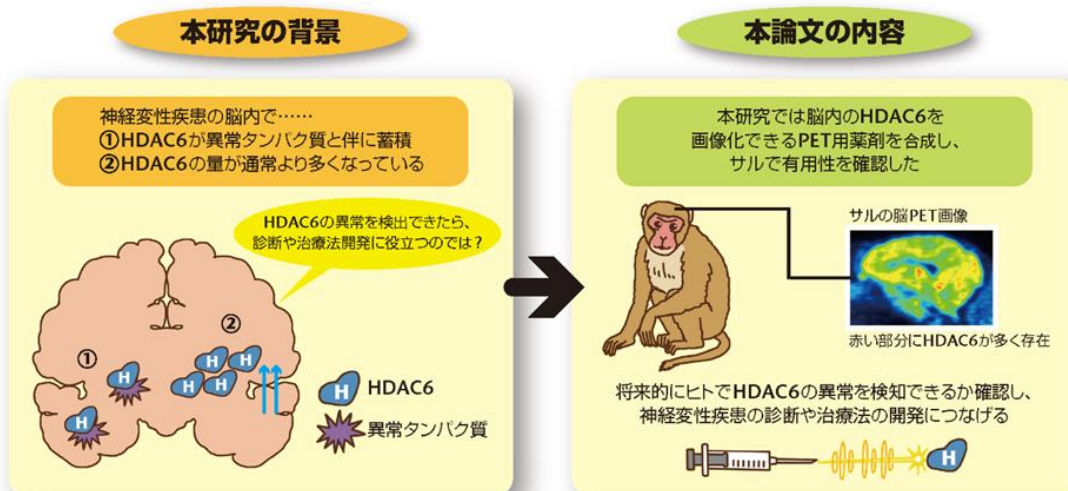 本研究の背景
神経変性疾患の脳内で……
①HDAC6が異常タンパク質と伴に蓄積
②HDAC6の量が通常より多くなっている
HDAC6の異常を検出できたら、
診断や治療法開発に役立つのでは？
①
②
H
H
H
H
H
H
H
HDAC6
異常タンパク質
本論文の内容
本研究では脳内のHDAC6を
画像化できるPET用薬剤を合成し、
サルで有用性を確認した
サルの脳PET画像
赤い部分にHDAC6が多く存在
将来的にヒトでHDAC6の異常を検知できるか確認し、
神経変性疾患の診断や治療法の開発につなげる
H